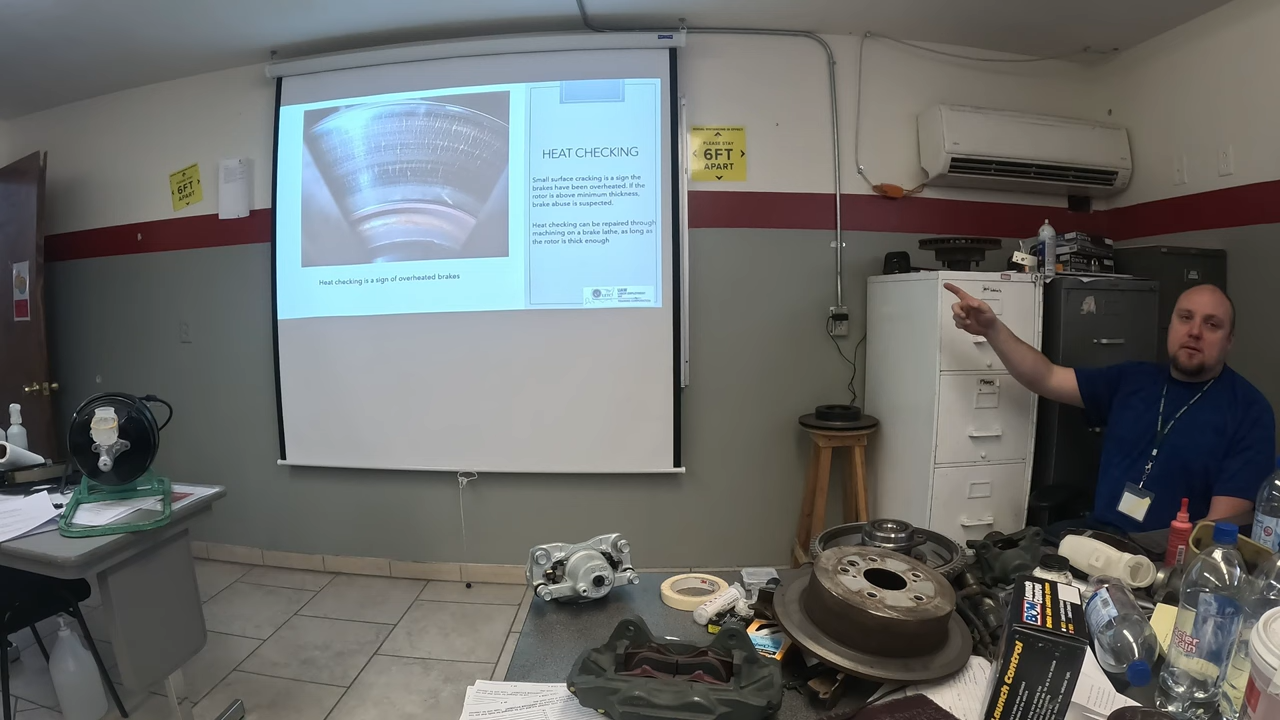 HEAT CHECKING
Small surface cracking is a sign the
brakes have been overheated. If the
rotor is above minimum thickness,
brake abuse is suspected.
Heat checking can be repaired through
machining on a brake lathe, as long as
the rotor is thick enough
Heat checking is a sign of overheated brakes
PLEASE STAY
6FT
APART
6FT
APART
B&M
Launch Control